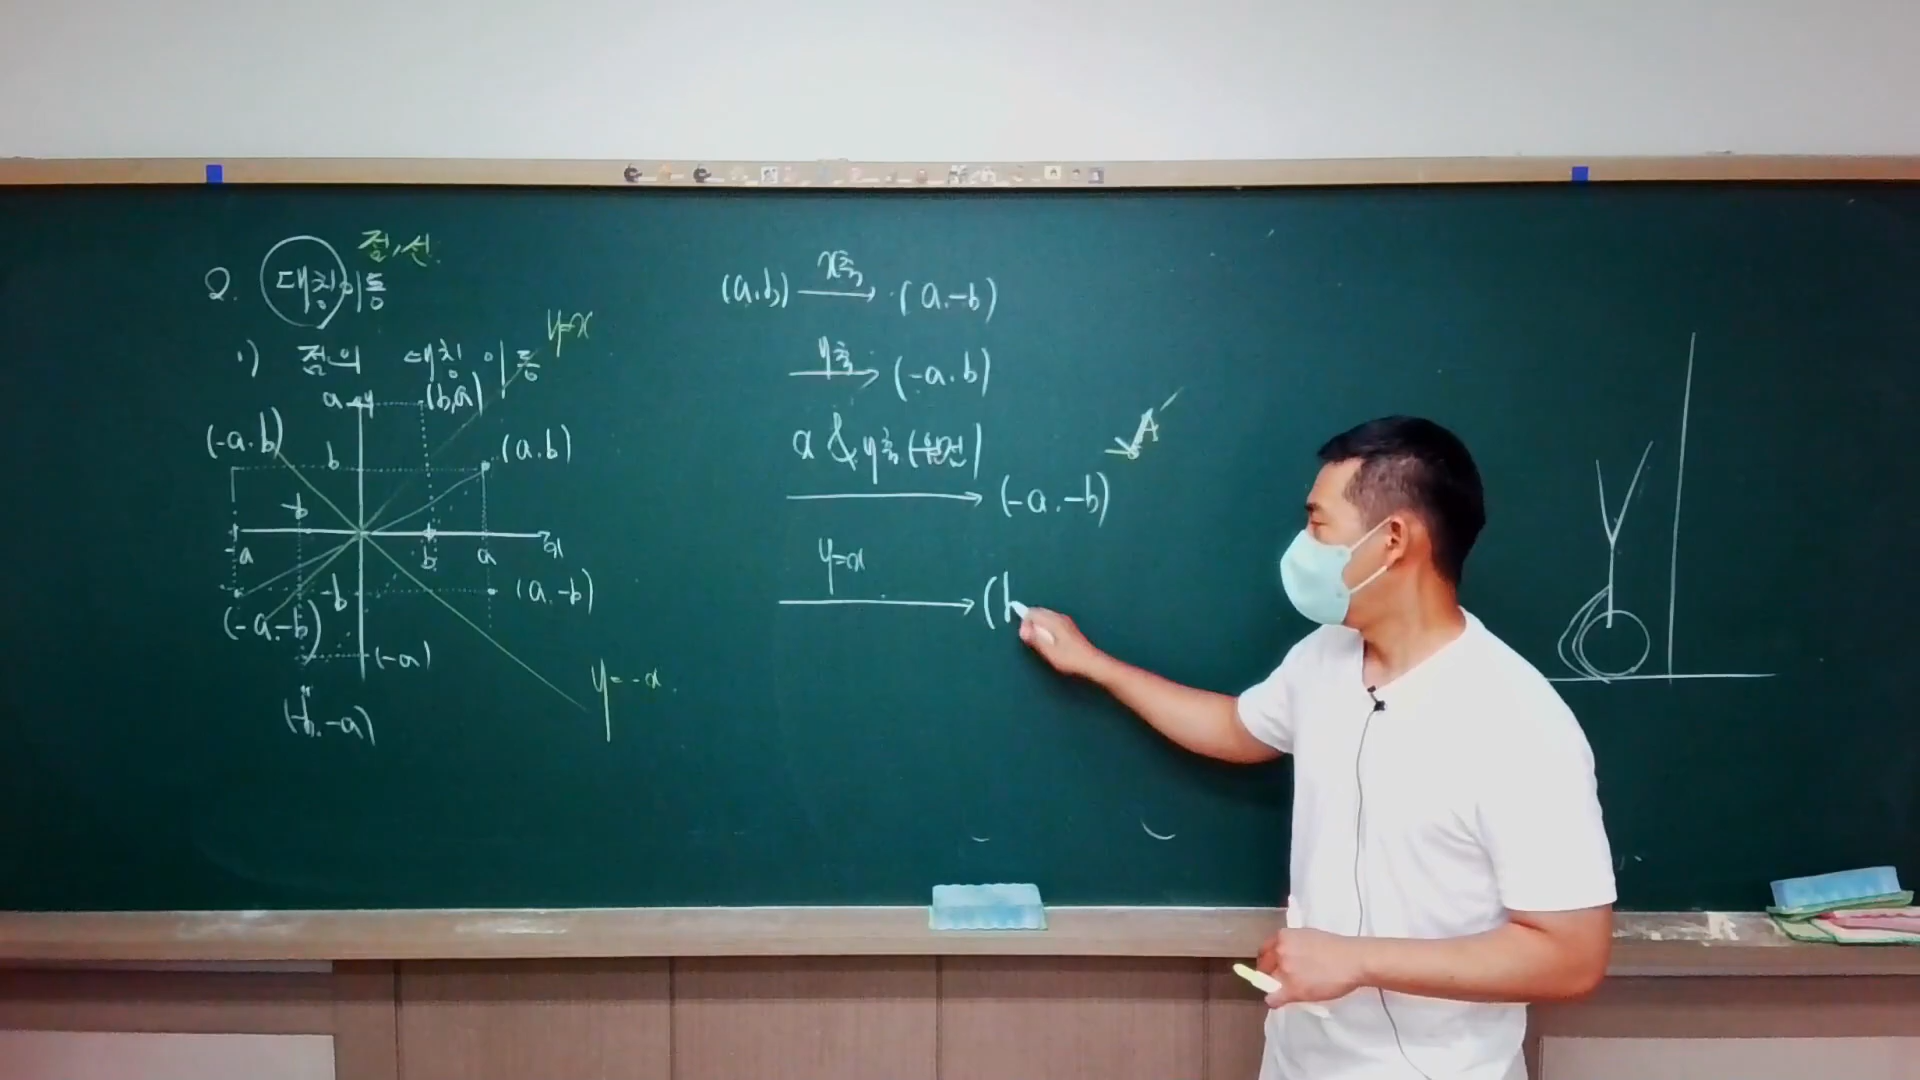 점, 선.
2. 대칭이동
y=x
1) 점의 대칭이동
a y (b, a)
(-a, b) b (a, b)
-b
-a b a x
-b (a, -b)
(-a, -b)
(-a)
y=-x
(-b, -a)
(a, b) x축 (a, -b)
y축 (-a, b)
x & y축 (원점)
(-a, -b)
A
y=x
(b